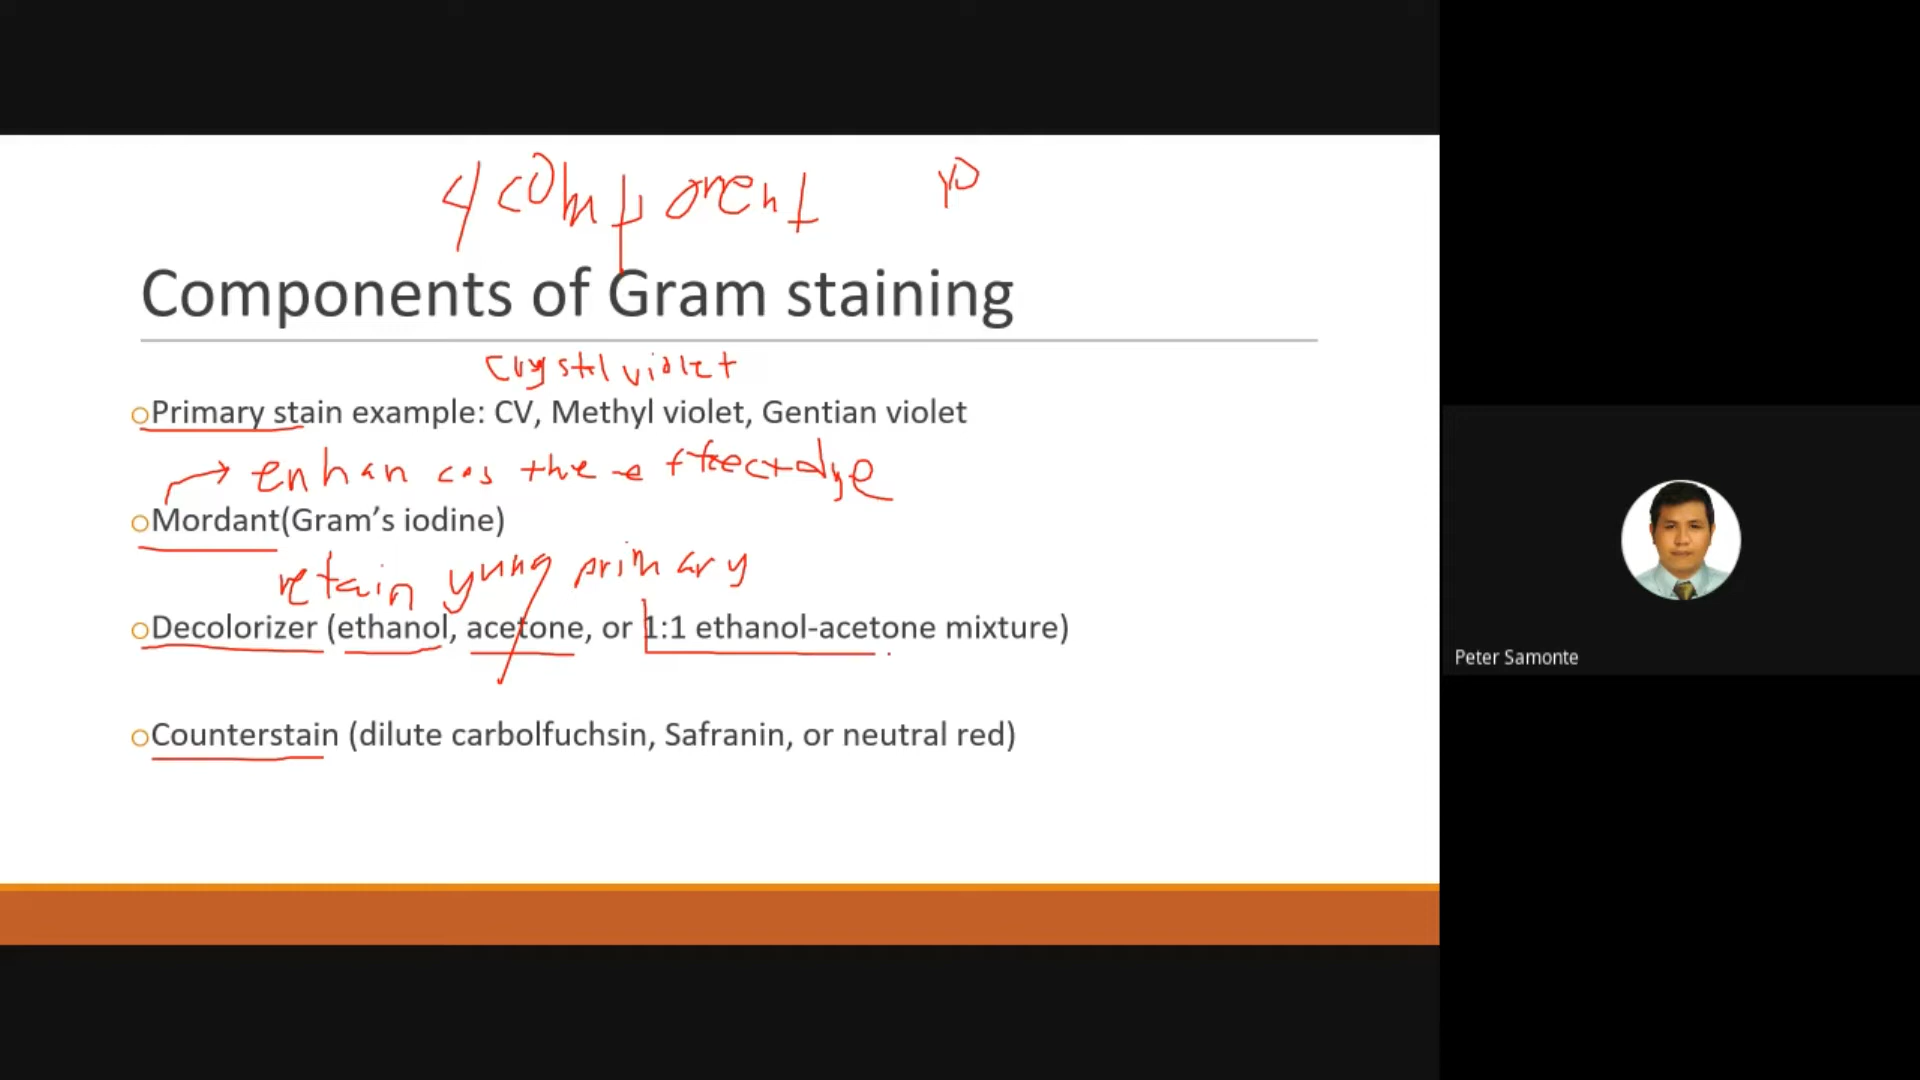 4 component
Components of Gram staining
Crystal violet
Primary stain example: CV, Methyl violet, Gentian violet
enhances the effect dye
Mordant(Gram’s iodine)
retain yung primary
Decolorizer (ethanol, acetone, or 1:1 ethanol-acetone mixture)
Counterstain (dilute carbolfuchsin, Safranin, or neutral red)
Peter Samonte